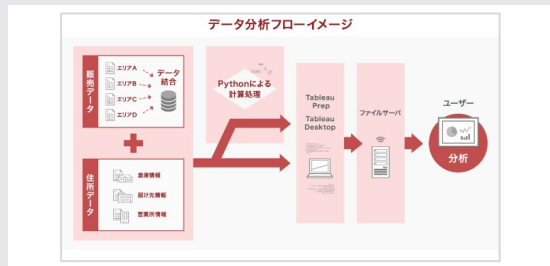 データ分析フローイメージ
販売データ
エリアA
エリアB
エリアC
エリアD
データ
結合
住所データ
倉庫情報
届け先情報
営業所情報
Pythonによる
計算処理
Tableau
Prep
Tableau
Desktop
ファイルサーバ
ユーザー
分析